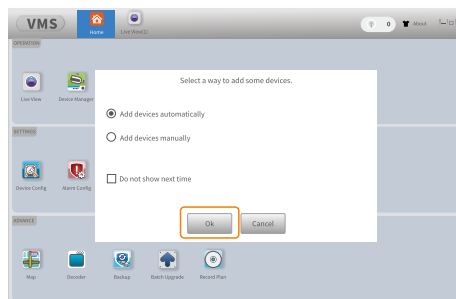 VMS
Home
Live View(1)
0
About
OPERATION
Live View
Device Manager
Select a way to add some devices.
Add devices automatically
Add devices manually
Do not show next time
Ok
Cancel
SETTINGS
Device Config
Alarm Config
ADVANCE
Map
Decoder
Backup
Batch Upgrade
Record Plan